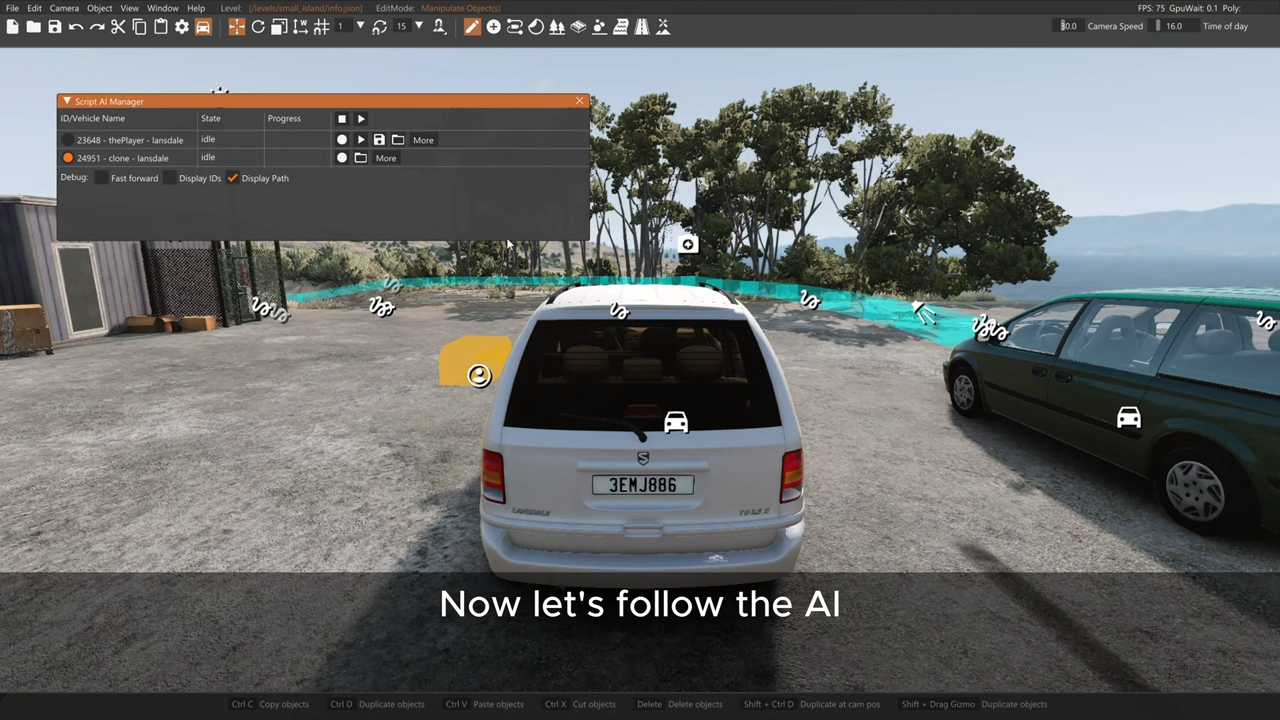 File Edit Camera Object Window Help Level: [/levels/small_island/info.json] EditMode: Manipulate Object(s) FPS: 75 GpuWait: 0.1 Poly:
1 15 Camera Speed 16.0 Time of day
Script AI Manager
ID/Vehicle Name State Progress
23648 - thePlayer - lansdale idle More
24951 - clone - lansdale idle More
Debug: Fast forward Display IDs Display Path
3EMJ886
LANSDALE
Now let's follow the AI
Ctrl C Copy objects Ctrl D Duplicate objects Ctrl V Paste objects Ctrl X Cut objects Delete Delete objects Shift + Ctrl D Duplicate at cam pos Shift + Drag Gizmo Duplicate objects